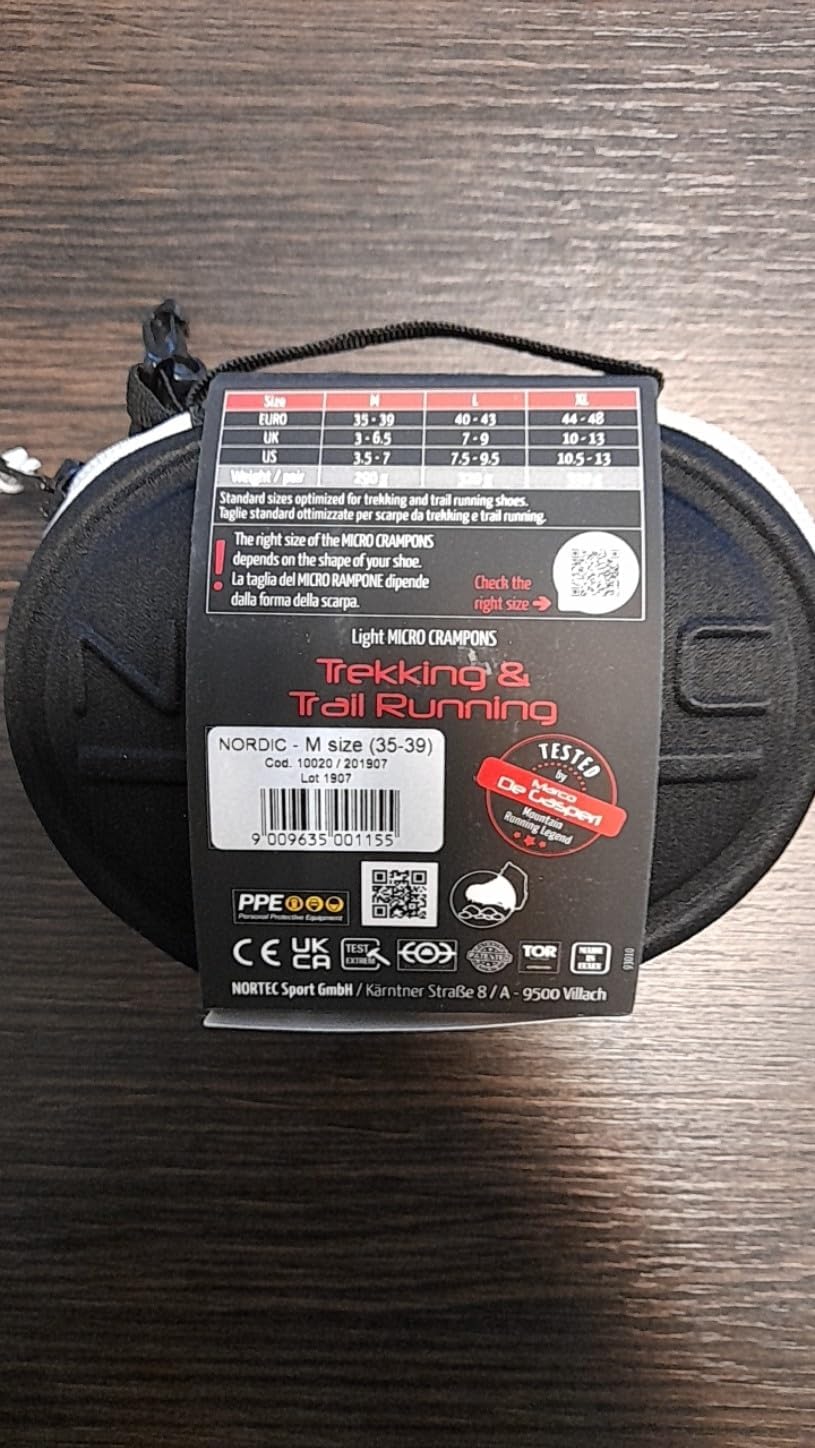 Size M L XL
EURO 35 - 39 40 - 43 44 - 48
UK 3 - 6.5 7 - 9 10 - 13
US 3.5 - 7 7.5 - 9.5 10.5 - 13
Weight / pair 290 g
Standard sizes optimized for trekking and trail running shoes.
Taglie standard ottimizzate per scarpe da trekking e trail running.
! The right size of the MICRO CRAMPONS
depends on the shape of your shoe.
La taglia del MICRO RAMPONE dipende
dalla forma della scarpa.
Check the
right size →
N C
Light MICRO CRAMPONS
Trekking &
Trail Running
NORDIC - M size (35-39)
Cod. 10020 / 201907
Lot 1907
9 009635 001155
TESTED
by
Marco
De Gasperi
Mountain
Running Legend
PPE
Personal Protective Equipment
CE UK CA TEST EXTREM PATENTED TOR MADE IN
93010
NORTEC Sport GmbH / Kärntner Straße 8 / A - 9500 Villach